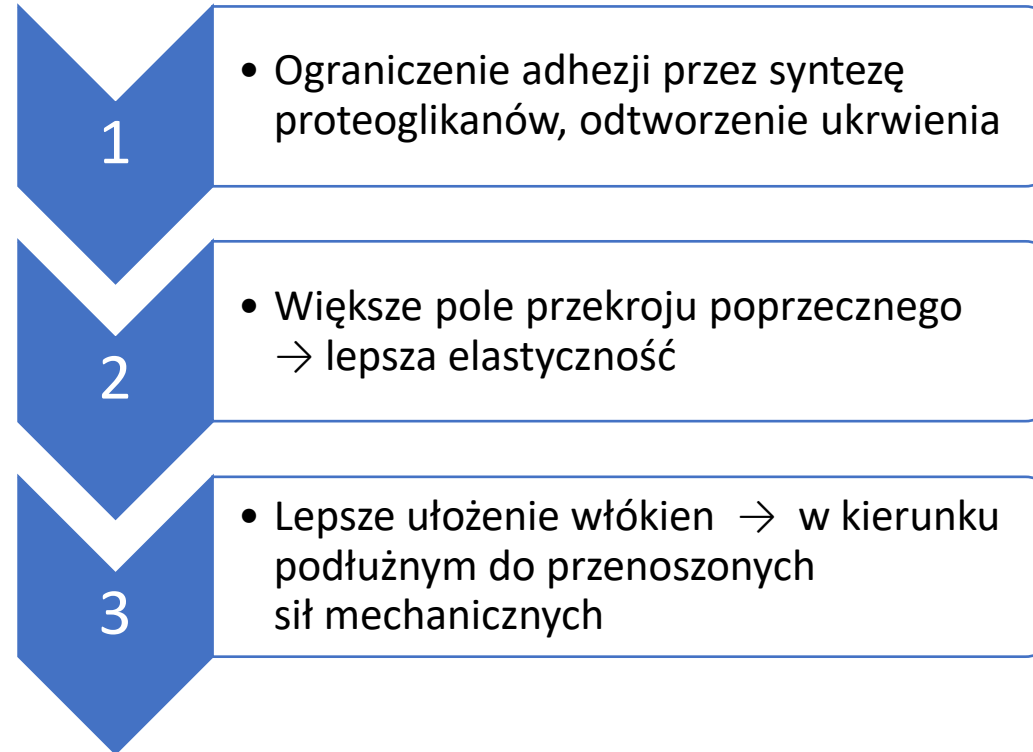 1
• Ograniczenie adhezji przez syntezę
proteoglikanów, odtworzenie ukrwienia
2
• Większe pole przekroju poprzecznego
→ lepsza elastyczność
3
• Lepsze ułożenie włókien → w kierunku
podłużnym do przenoszonych
sił mechanicznych